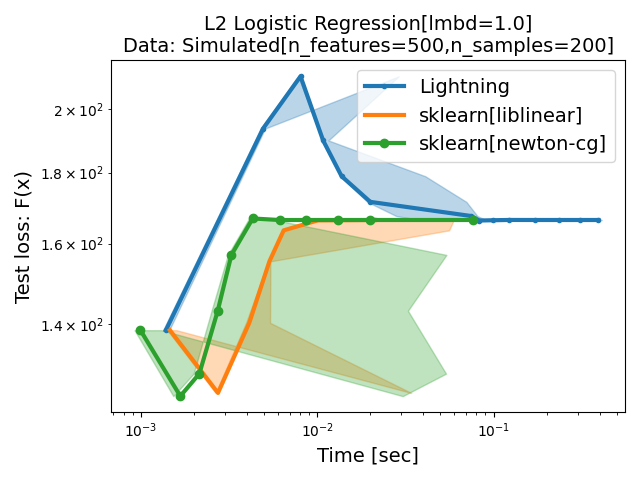 L2 Logistic Regression[lmbd=1.0]
Data: Simulated[n_features=500,n_samples=200]
Lightning
sklearn[liblinear]
sklearn[newton-cg]
Test loss: F(x)
2 × 10²
1.8 × 10²
1.6 × 10²
1.4 × 10²
10⁻³
10⁻²
10⁻¹
Time [sec]